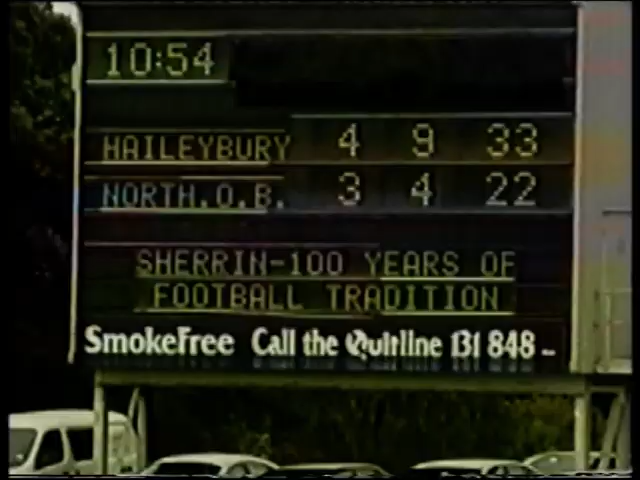 10:54
HAILEYBURY 4 9 33
NORTH.O.B. 3 4 22
SHERRIN-100 YEARS OF
FOOTBALL TRADITION
SmokeFree Call the Quitline 131 848